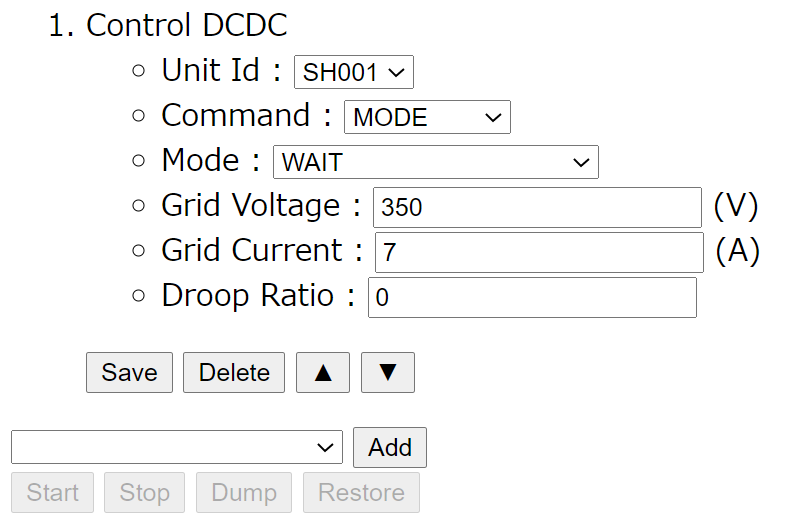 1. Control DCDC
Unit Id : SH001
Command : MODE
Mode : WAIT
Grid Voltage : 350 (V)
Grid Current : 7 (A)
Droop Ratio : 0
Save Delete ▲ ▼
Add
Start Stop Dump Restore